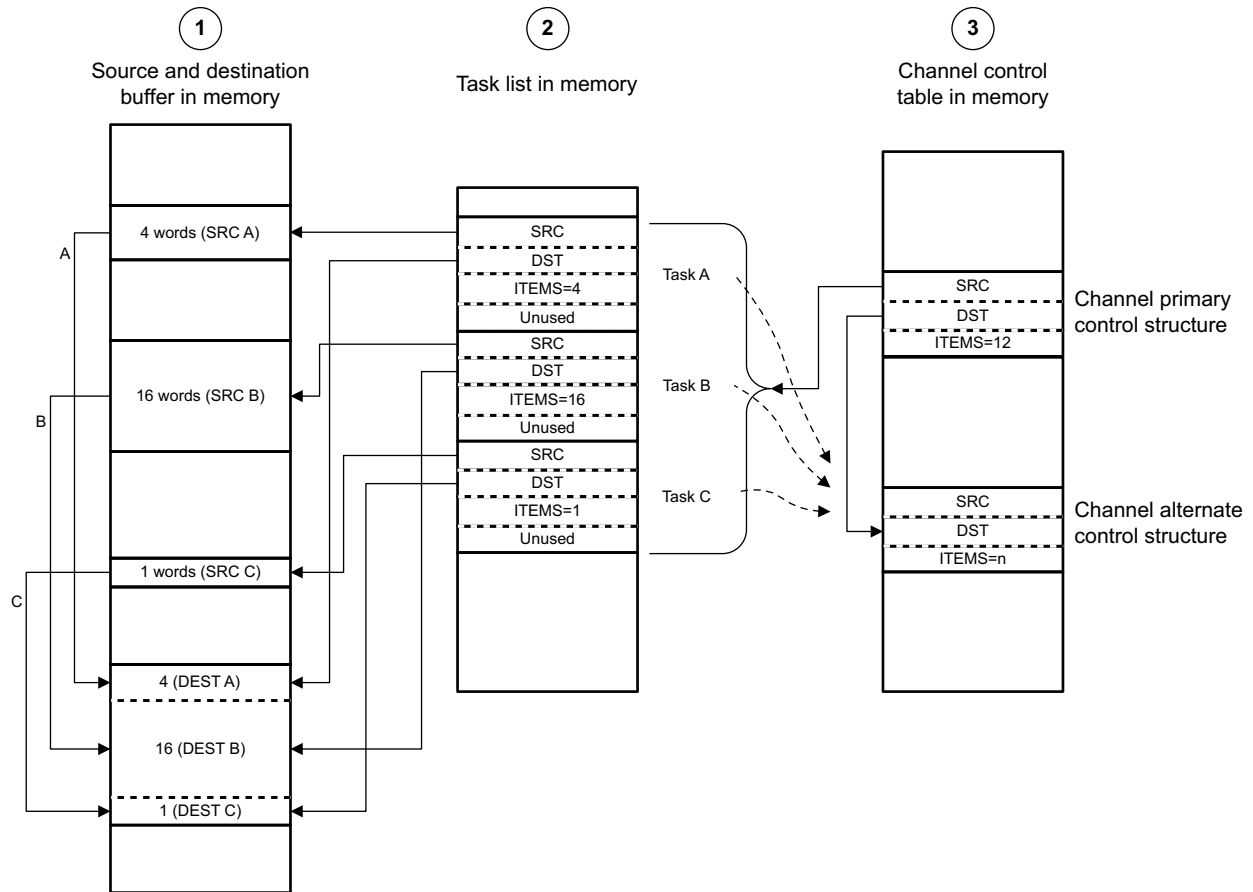 1
Source and destination
buffer in memory
4 words (SRC A)
16 words (SRC B)
1 words (SRC C)
4 (DEST A)
16 (DEST B)
1 (DEST C)
A
B
C
2
Task list in memory
SRC
DST
ITEMS=4
Unused
SRC
DST
ITEMS=16
Unused
SRC
DST
ITEMS=1
Unused
Task A
Task B
Task C
3
Channel control
table in memory
SRC
DST
ITEMS=12
Channel primary
control structure
SRC
DST
ITEMS=n
Channel alternate
control structure